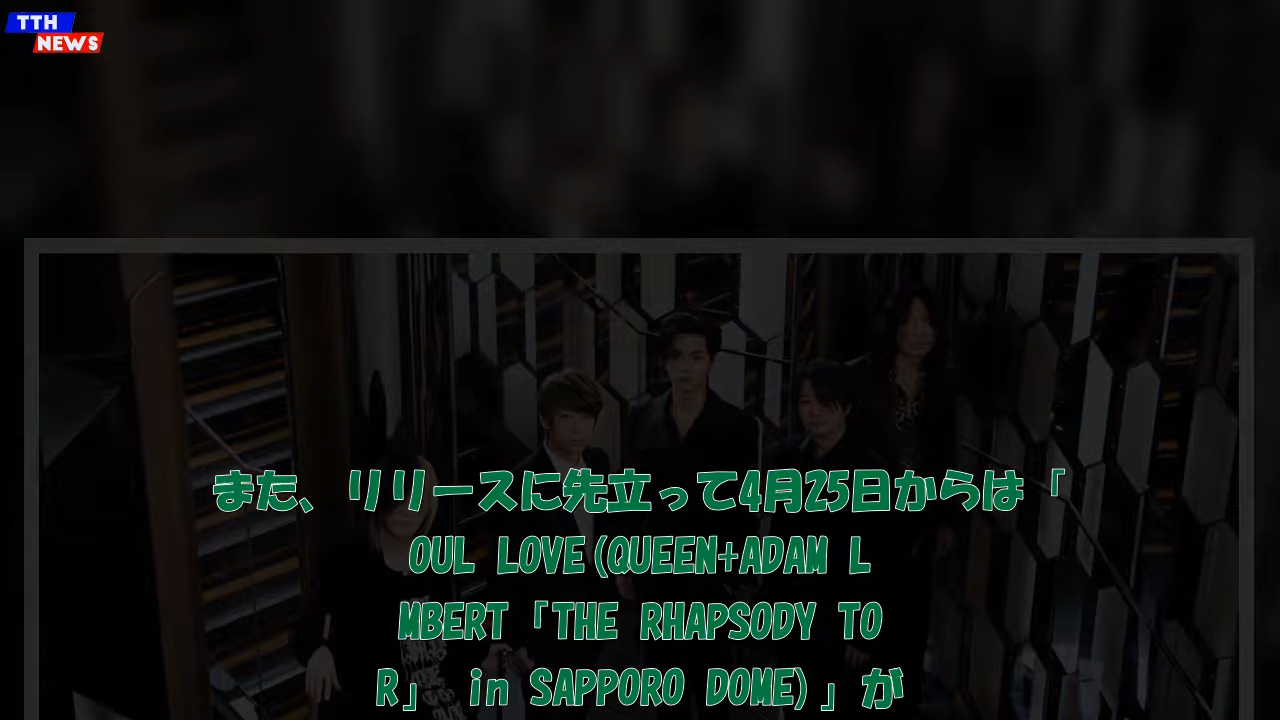 TTH
NEWS
また、リリースに先立って4月25日からは「
OUL LOVE(QUEEN+ADAM L
MBERT「THE RHAPSODY TO
R」 in SAPPORO DOME)」が